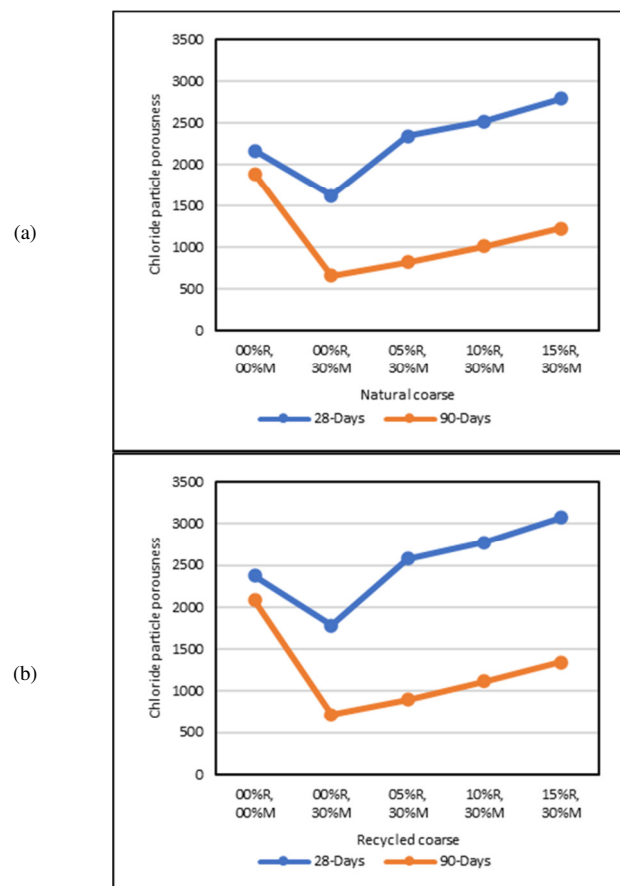 (a)
Chloride particle porousness
3500
3000
2500
2000
1500
1000
500
0
00%R, 00%R, 05%R, 10%R, 15%R,
00%M 30%M 30%M 30%M 30%M
Natural coarse
28-Days 90-Days
(b)
Chloride particle porousness
3500
3000
2500
2000
1500
1000
500
0
00%R, 00%R, 05%R, 10%R, 15%R,
00%M 30%M 30%M 30%M 30%M
Recycled coarse
28-Days 90-Days